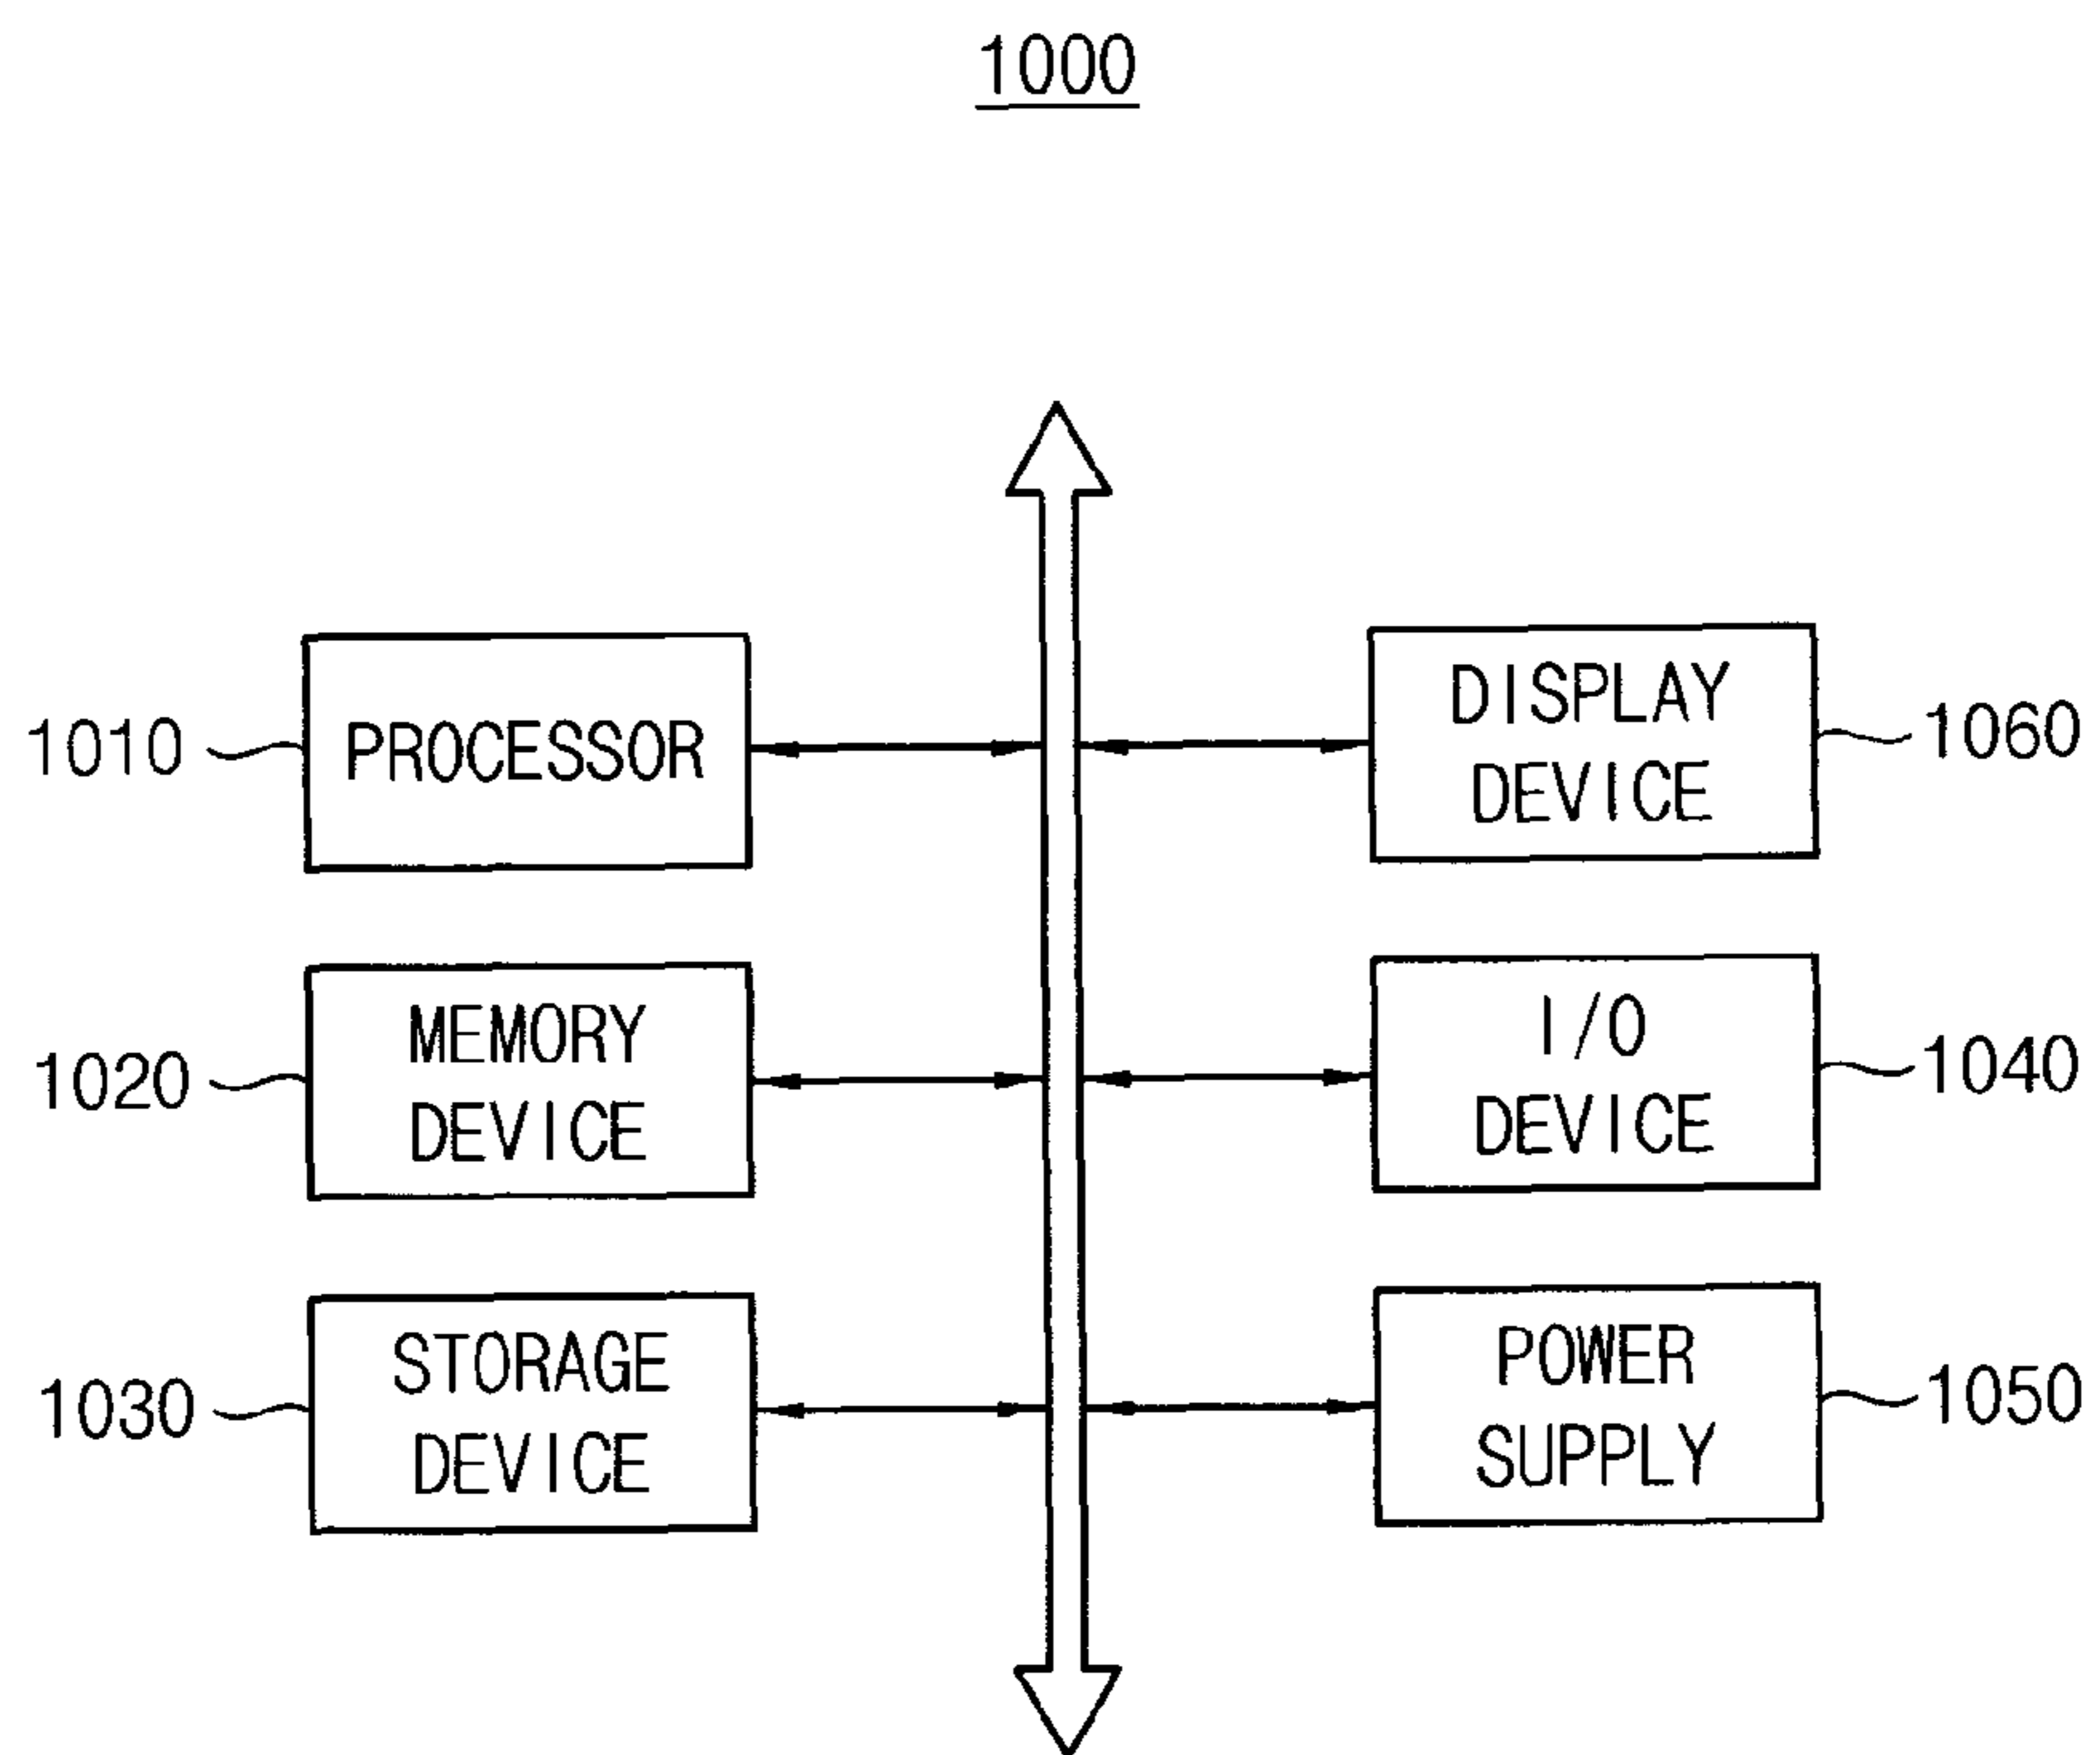 1000
1010
PROCESSOR
DISPLAY
DEVICE
1060
1020
MEMORY
DEVICE
I/O
DEVICE
1040
1030
STORAGE
DEVICE
POWER
SUPPLY
1050